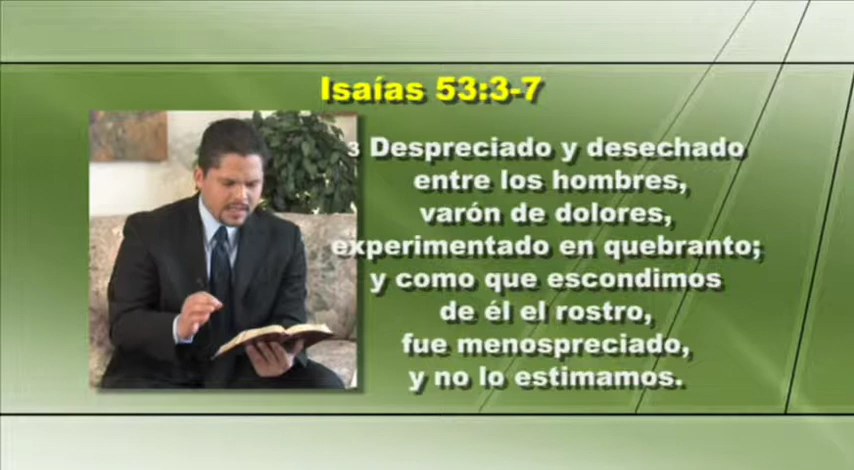 Isaías 53:3-7
3 Despreciado y desechado
entre los hombres,
varón de dolores,
experimentado en quebranto;
y como que escondimos
de él el rostro,
fue menospreciado,
y no lo estimamos.